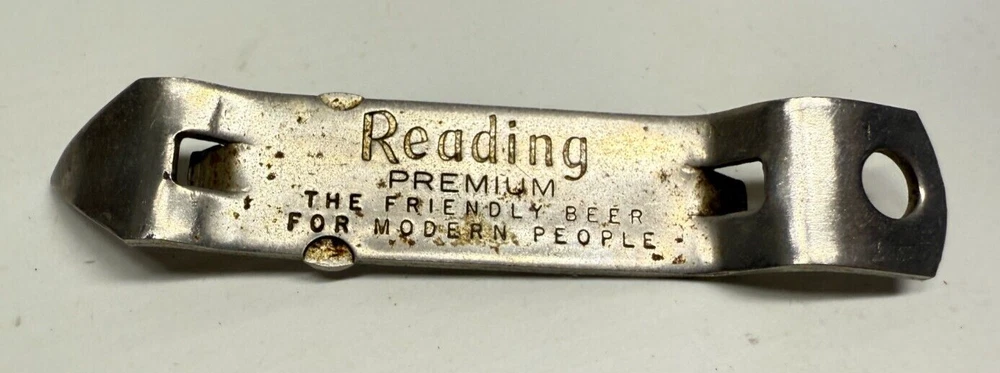 Reading
PREMIUM
THE FRIENDLY BEER
FOR MODERN PEOPLE